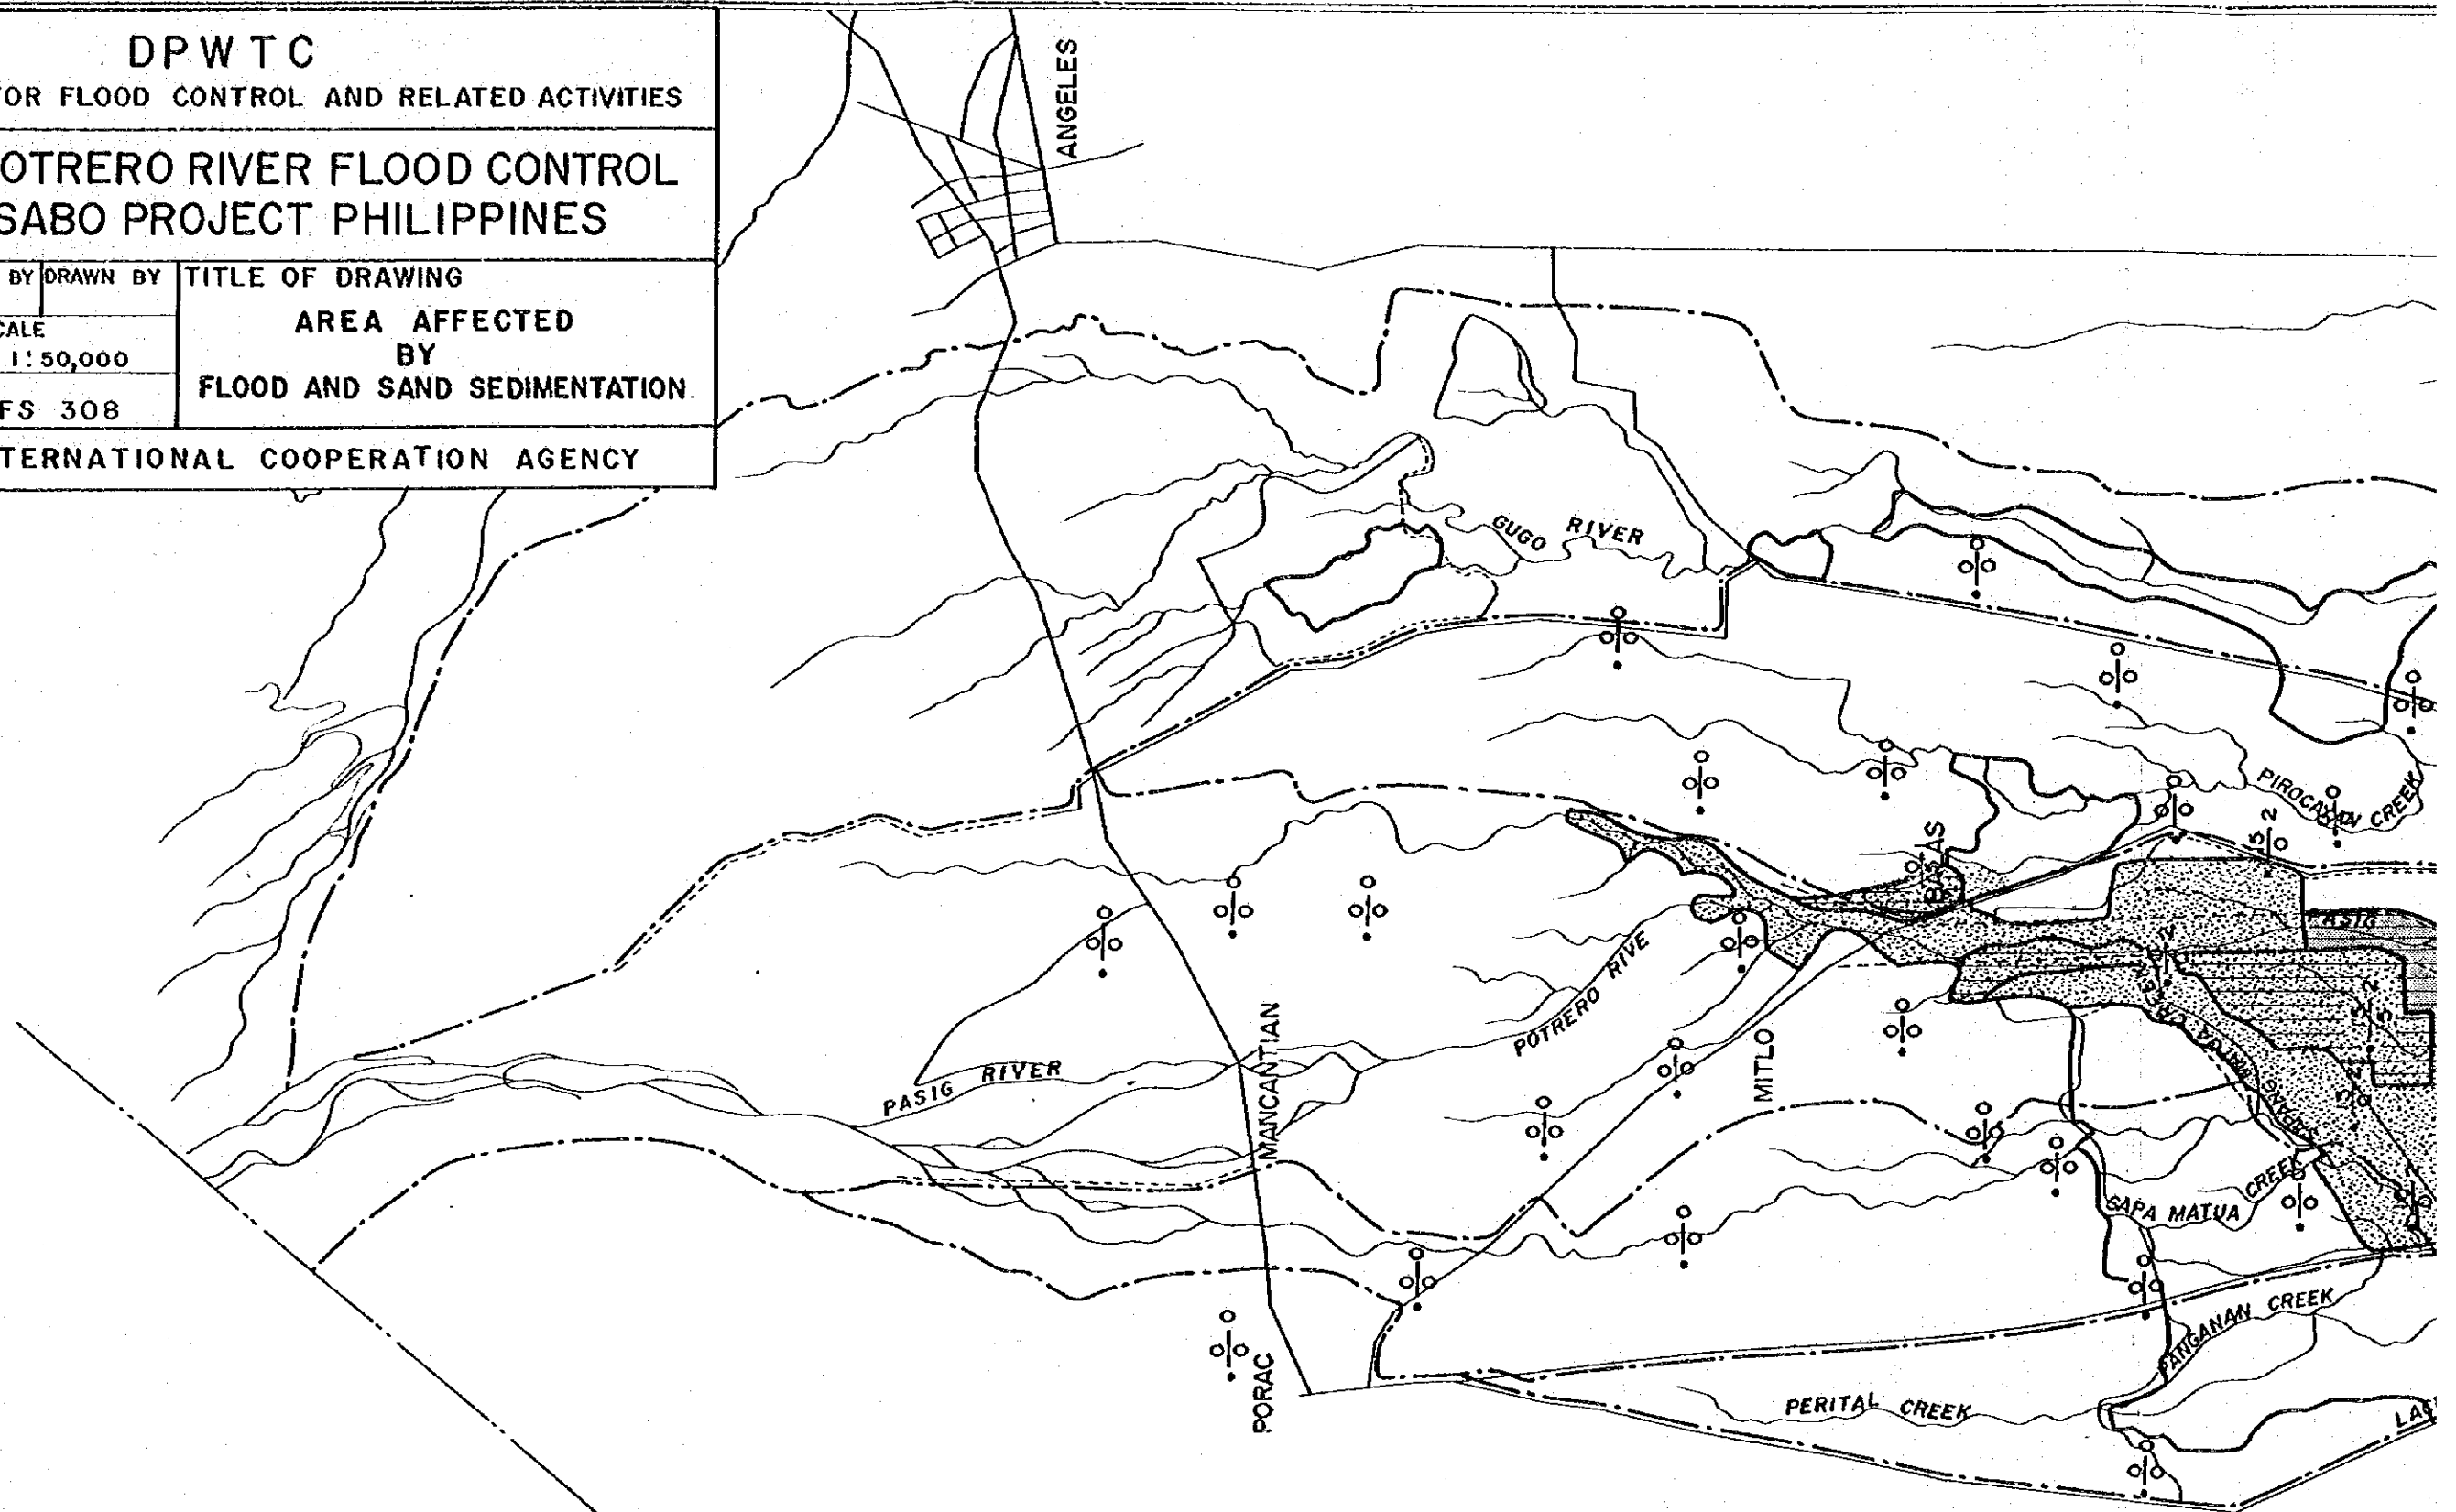 DPWTC
FOR FLOOD CONTROL AND RELATED ACTIVITIES
OTRERO RIVER FLOOD CONTROL
SABO PROJECT PHILIPPINES
BY
DRAWN BY
TITLE OF DRAWING
CALE
1:50,000
FS 308
AREA AFFECTED
BY
FLOOD AND SAND SEDIMENTATION.
TERNATIONAL COOPERATION AGENCY
ANGELES
GUGO RIVER
PIROCAYAN CREEK
BASAS
PASIG
POTRERO RIVE
MITLO
PASIG RIVER
MANCANTIAN
SAPA MATUA CREEK
PANGANAN CREEK
PERITAL CREEK
PORAC